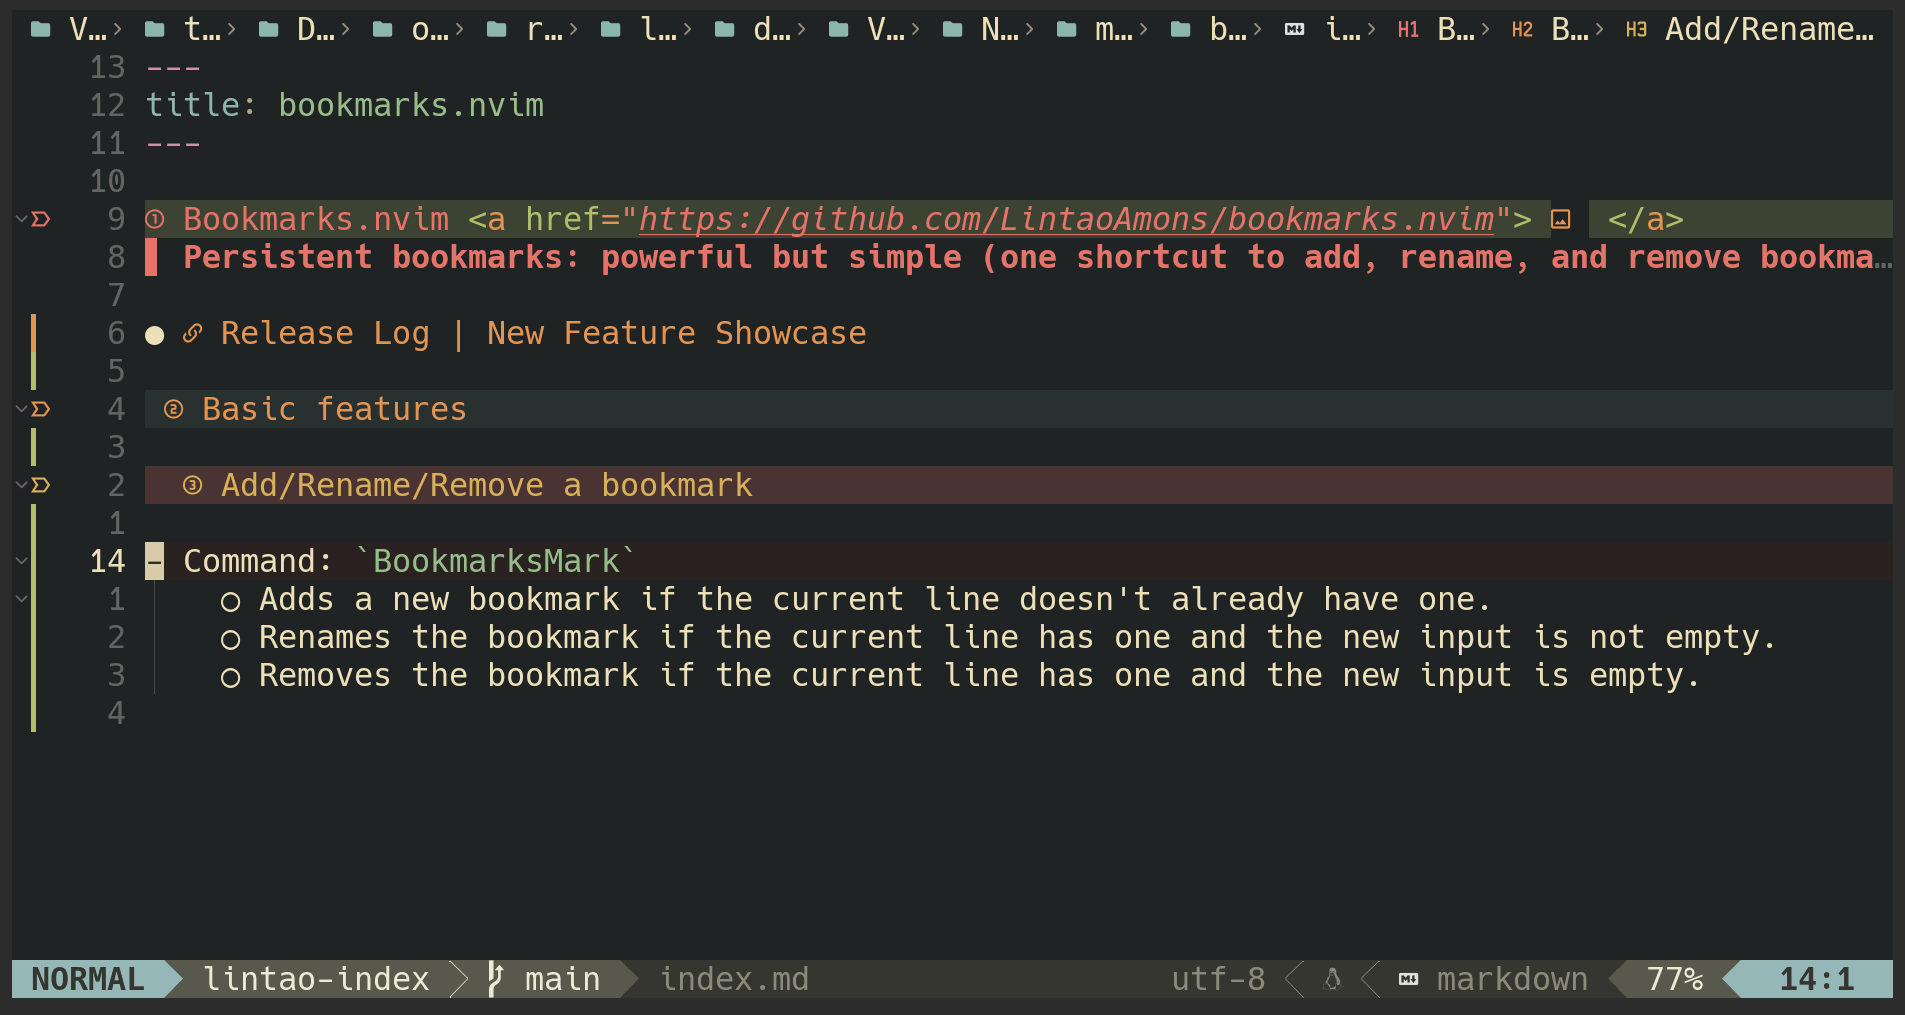 V… › t… › D… › o… › r… › l… › d… › V… › N… › m… › b… › i… › H1 B… › H2 B… › H3 Add/Rename…
13 ---
12 title: bookmarks.nvim
11 ---
10
9 ① Bookmarks.nvim <a href="https://github.com/LintaoAmons/bookmarks.nvim"> </a>
8 Persistent bookmarks: powerful but simple (one shortcut to add, rename, and remove bookma…
7
6 ● Release Log | New Feature Showcase
5
4 ② Basic features
3
2 ③ Add/Rename/Remove a bookmark
1
14 - Command: `BookmarksMark`
1 ○ Adds a new bookmark if the current line doesn't already have one.
2 ○ Renames the bookmark if the current line has one and the new input is not empty.
3 ○ Removes the bookmark if the current line has one and the new input is empty.
4
NORMAL lintao-index main index.md utf-8 markdown 77% 14:1